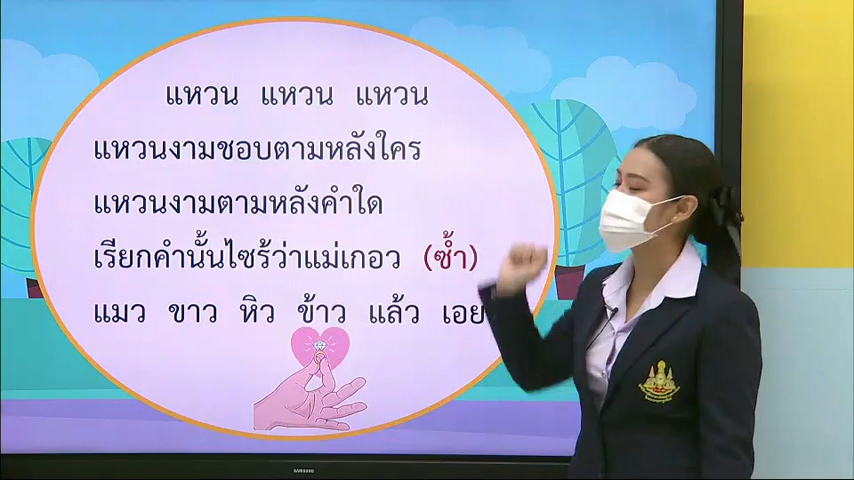 แหวน แหวน แหวน
แหวนงามชอบตามหลังใคร
แหวนงามตามหลังคำใด
เรียกคำนั้นไซร้ว่าแม่เกอว (ซ้ำ)
แมว ขาว หิว ข้าว แล้ว เอย
SAMSUNG